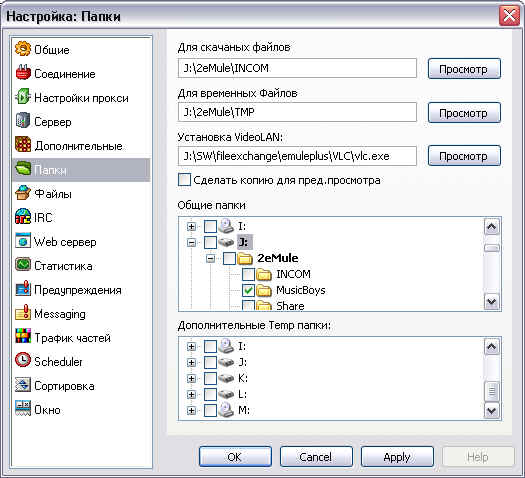 Настройка: Папки
Общие
Соединение
Настройки прокси
Сервер
Дополнительные
Папки
Файлы
IRC
Web сервер
Статистика
Предупреждения
Messaging
Трафик частей
Scheduler
Сортировка
Окно
Для скачаных файлов
J:\2eMule\INCOM
Просмотр
Для временных Файлов
J:\2eMule\TMP
Просмотр
Установка VideoLAN:
J:\SW\fileexchange\emuleplus\VLC\vlc.exe
Просмотр
Сделать копию для пред.просмотра
Общие папки
I:
J:
2eMule
INCOM
MusicBoys
Share
Дополнительные Temp папки:
I:
J:
K:
L:
M:
OK
Cancel
Apply
Help